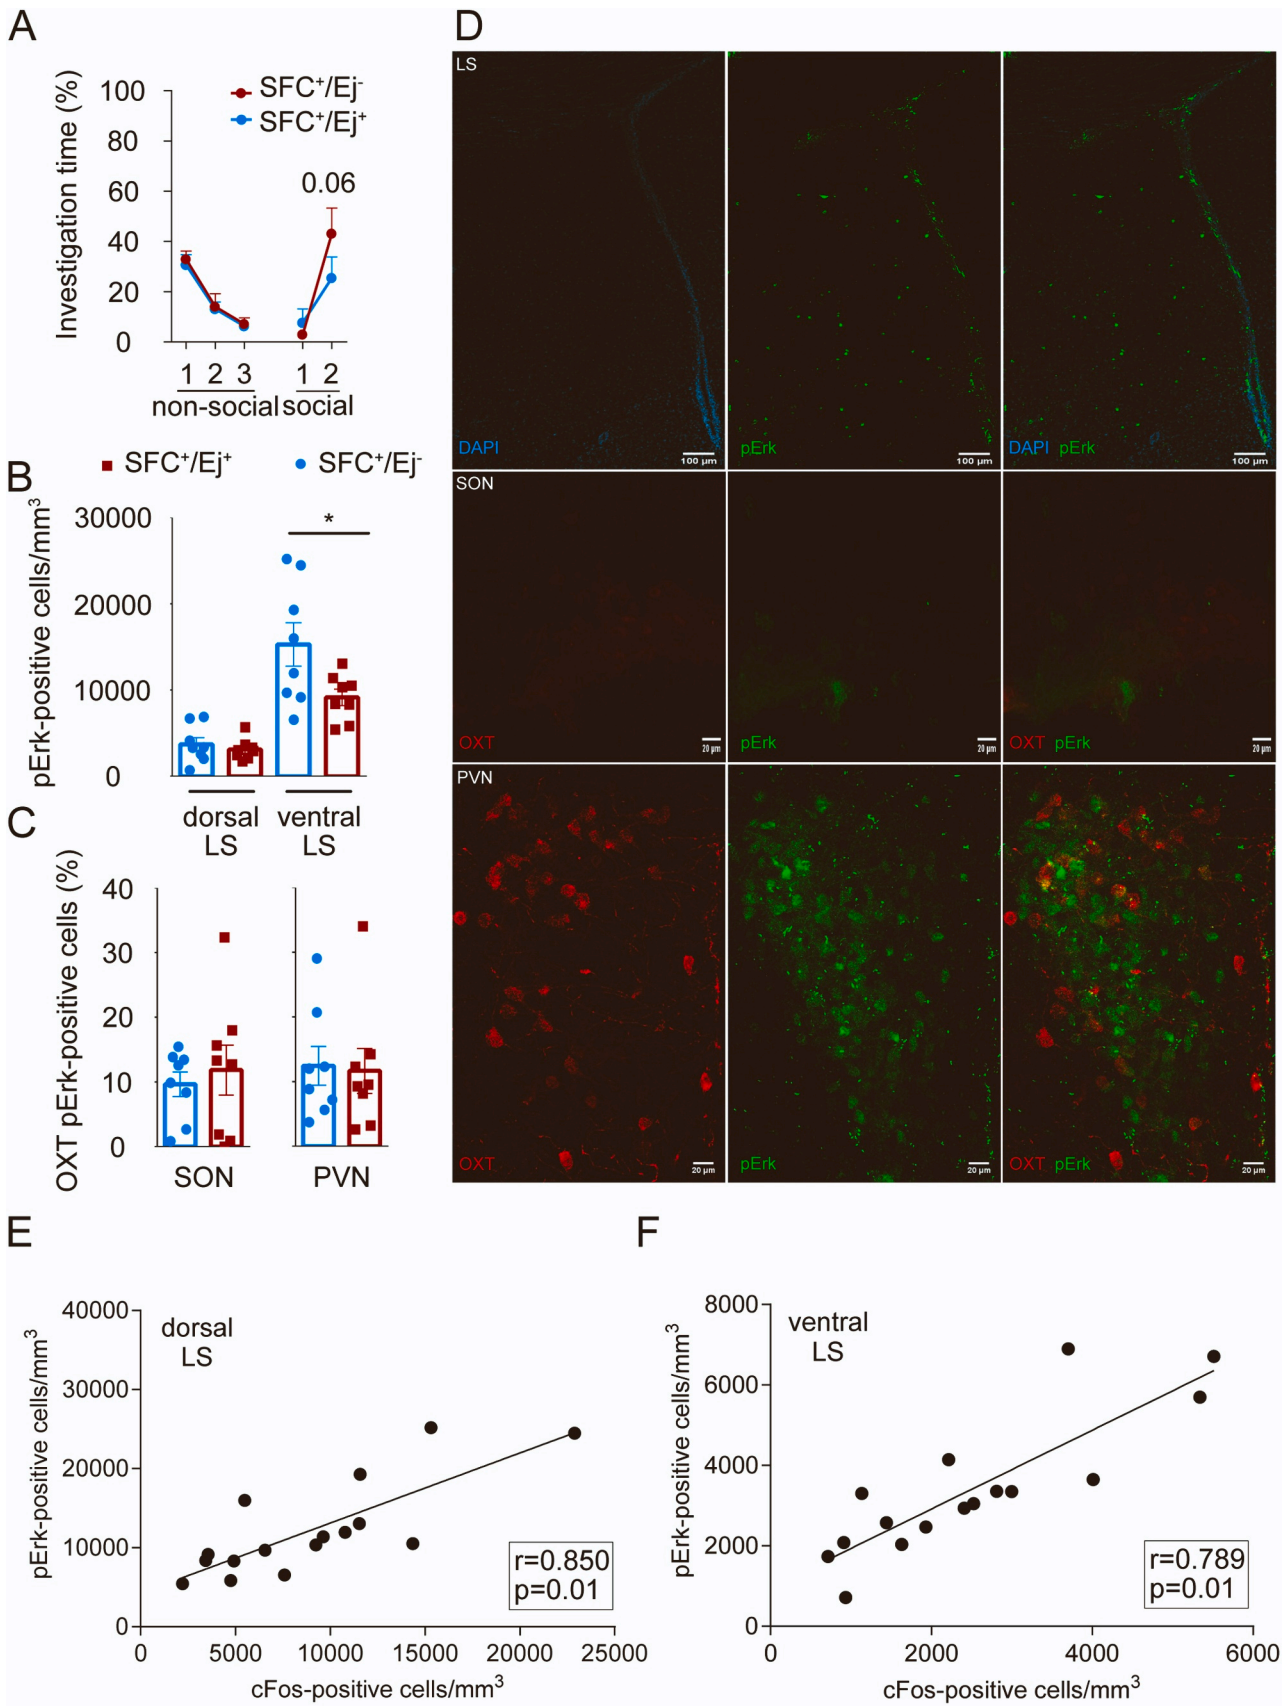 A
Investigation time (%)
100
80
60
40
20
0
SFC⁺/Ej⁻
SFC⁺/Ej⁺
0.06
1 2 3 1 2
non-social social
B
SFC⁺/Ej⁺ SFC⁺/Ej⁻
pErk-positive cells/mm³
30000
20000
10000
0
*
dorsal LS
ventral LS
C
OXT pErk-positive cells (%)
40
30
20
10
0
SON PVN
D
LS
DAPI
100 µm
pErk
100 µm
DAPI pErk
100 µm
SON
OXT
20 µm
pErk
20 µm
OXT pErk
20 µm
PVN
OXT
20 µm
pErk
20 µm
OXT pErk
20 µm
E
pErk-positive cells/mm³
40000
30000
20000
10000
0
dorsal
LS
r=0.850
p=0.01
0 5000 10000 15000 20000 25000
cFos-positive cells/mm³
F
pErk-positive cells/mm³
8000
6000
4000
2000
0
ventral
LS
r=0.789
p=0.01
0 2000 4000 6000
cFos-positive cells/mm³